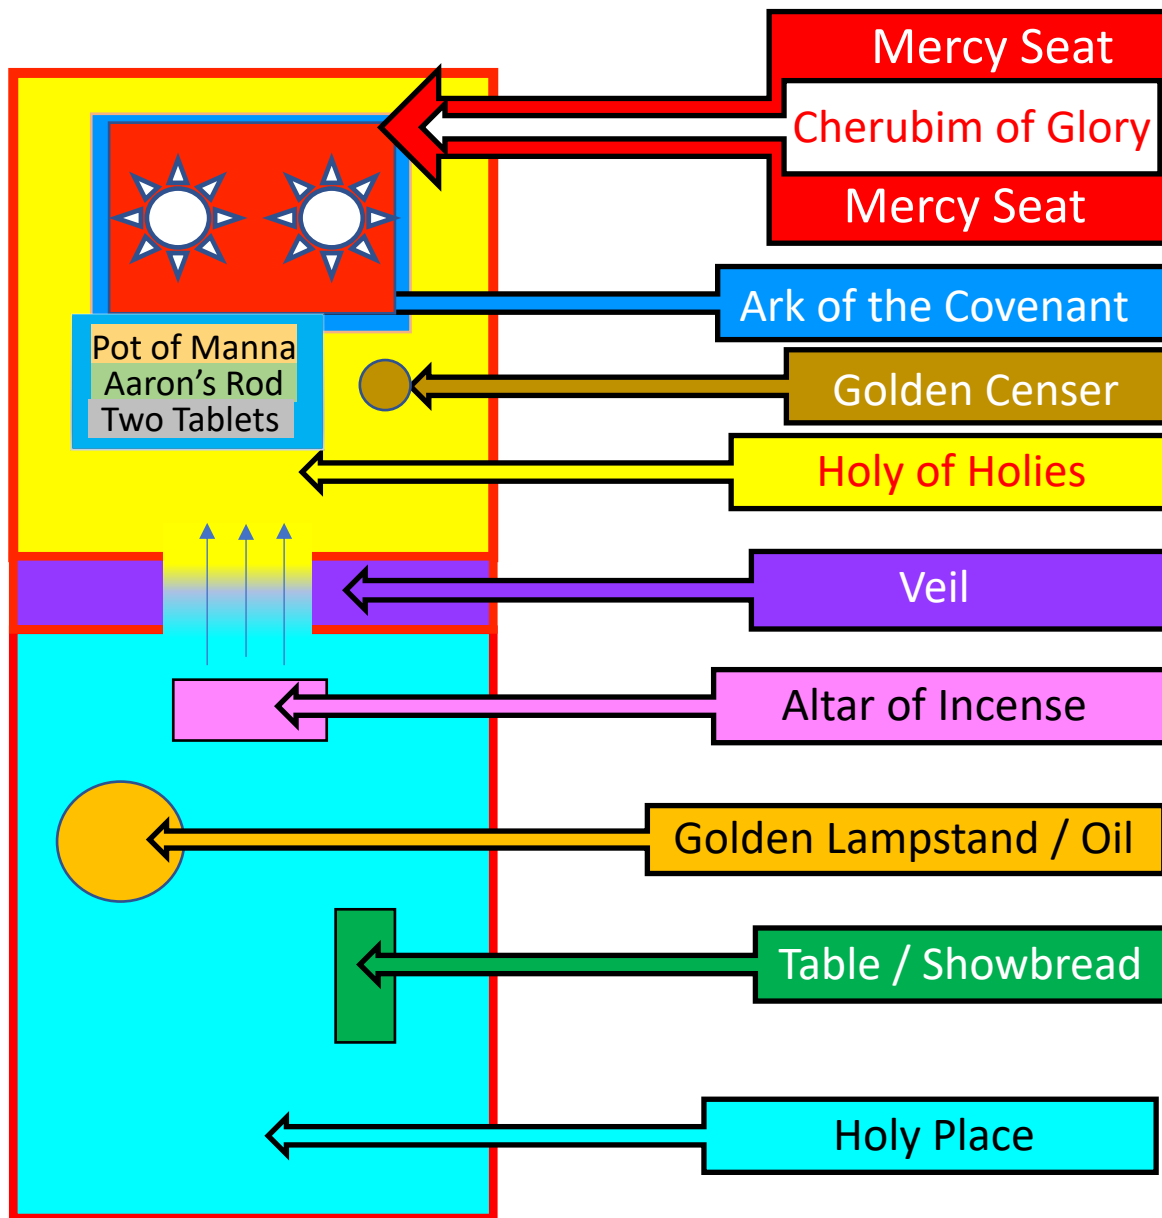 Mercy Seat
Cherubim of Glory
Mercy Seat
Ark of the Covenant
Pot of Manna
Aaron’s Rod
Two Tablets
Golden Censer
Holy of Holies
Veil
Altar of Incense
Golden Lampstand / Oil
Table / Showbread
Holy Place